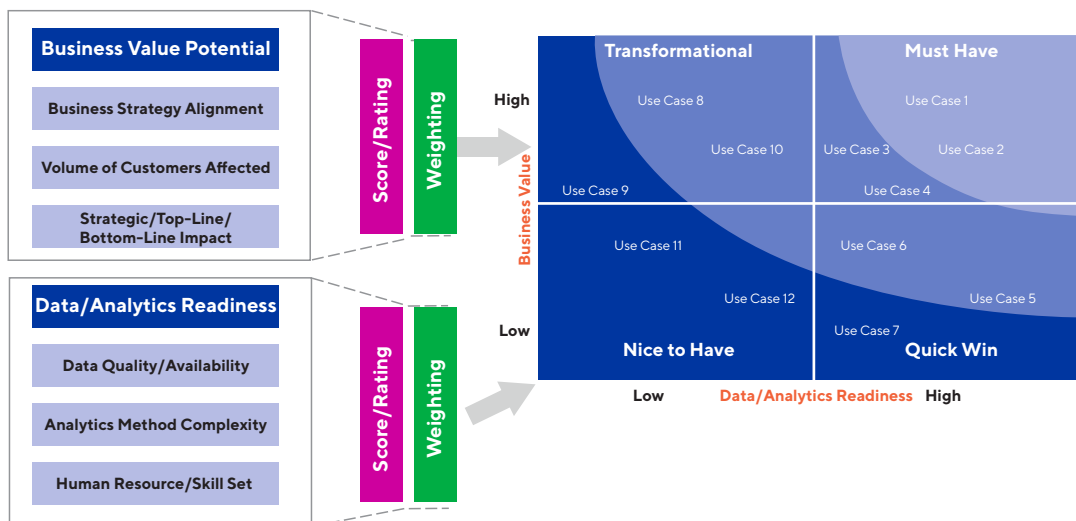 Business Value Potential
Business Strategy Alignment
Volume of Customers Affected
Strategic/Top-Line/
Bottom-Line Impact
Score/Rating
Weighting
Data/Analytics Readiness
Data Quality/Availability
Analytics Method Complexity
Human Resource/Skill Set
Score/Rating
Weighting
High
Business Value
Low
Transformational
Must Have
Use Case 8
Use Case 1
Use Case 10
Use Case 3
Use Case 2
Use Case 9
Use Case 4
Use Case 11
Use Case 6
Use Case 12
Use Case 5
Use Case 7
Nice to Have
Quick Win
Low
Data/Analytics Readiness
High